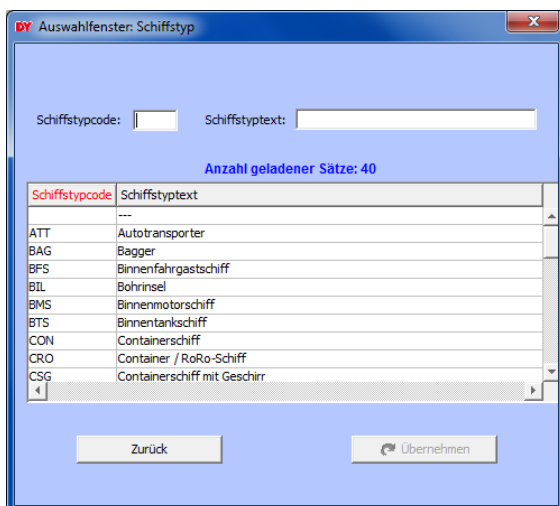 DY Auswahlfenster: Schiffstyp
Schiffstypcode: Schiffstyptext:
Anzahl geladener Sätze: 40
Schiffstypcode Schiffstyptext
---
ATT Autotransporter
BAG Bagger
BFS Binnenfahrgastschiff
BIL Bohrinsel
BMS Binnenmotorschiff
BTS Binnentankschiff
CON Containerschiff
CRO Container / RoRo-Schiff
CSG Containerschiff mit Geschirr
Zurück Übernehmen